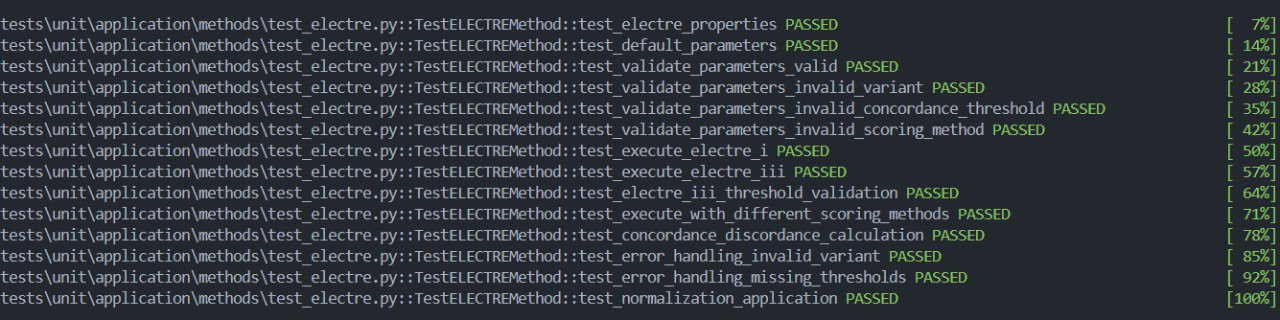 tests\unit\application\methods\test_electre.py::TestELECTREMethod::test_electre_properties PASSED [  7%]
tests\unit\application\methods\test_electre.py::TestELECTREMethod::test_default_parameters PASSED [ 14%]
tests\unit\application\methods\test_electre.py::TestELECTREMethod::test_validate_parameters_valid PASSED [ 21%]
tests\unit\application\methods\test_electre.py::TestELECTREMethod::test_validate_parameters_invalid_variant PASSED [ 28%]
tests\unit\application\methods\test_electre.py::TestELECTREMethod::test_validate_parameters_invalid_concordance_threshold PASSED [ 35%]
tests\unit\application\methods\test_electre.py::TestELECTREMethod::test_validate_parameters_invalid_scoring_method PASSED [ 42%]
tests\unit\application\methods\test_electre.py::TestELECTREMethod::test_execute_electre_i PASSED [ 50%]
tests\unit\application\methods\test_electre.py::TestELECTREMethod::test_execute_electre_iii PASSED [ 57%]
tests\unit\application\methods\test_electre.py::TestELECTREMethod::test_electre_iii_threshold_validation PASSED [ 64%]
tests\unit\application\methods\test_electre.py::TestELECTREMethod::test_execute_with_different_scoring_methods PASSED [ 71%]
tests\unit\application\methods\test_electre.py::TestELECTREMethod::test_concordance_discordance_calculation PASSED [ 78%]
tests\unit\application\methods\test_electre.py::TestELECTREMethod::test_error_handling_invalid_variant PASSED [ 85%]
tests\unit\application\methods\test_electre.py::TestELECTREMethod::test_error_handling_missing_thresholds PASSED [ 92%]
tests\unit\application\methods\test_electre.py::TestELECTREMethod::test_normalization_application PASSED [100%]